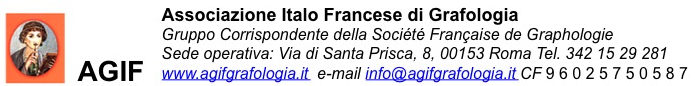 Associazione Italo Francese di Grafologia
Gruppo Corrispondente della Société Française de Graphologie
Sede operativa: Via di Santa Prisca, 8, 00153 Roma Tel. 342 15 29 281
AGIF www.agifgrafologia.it e-mail info@agifgrafologia.it CF 9 6 0 2 5 7 5 0 5 8 7